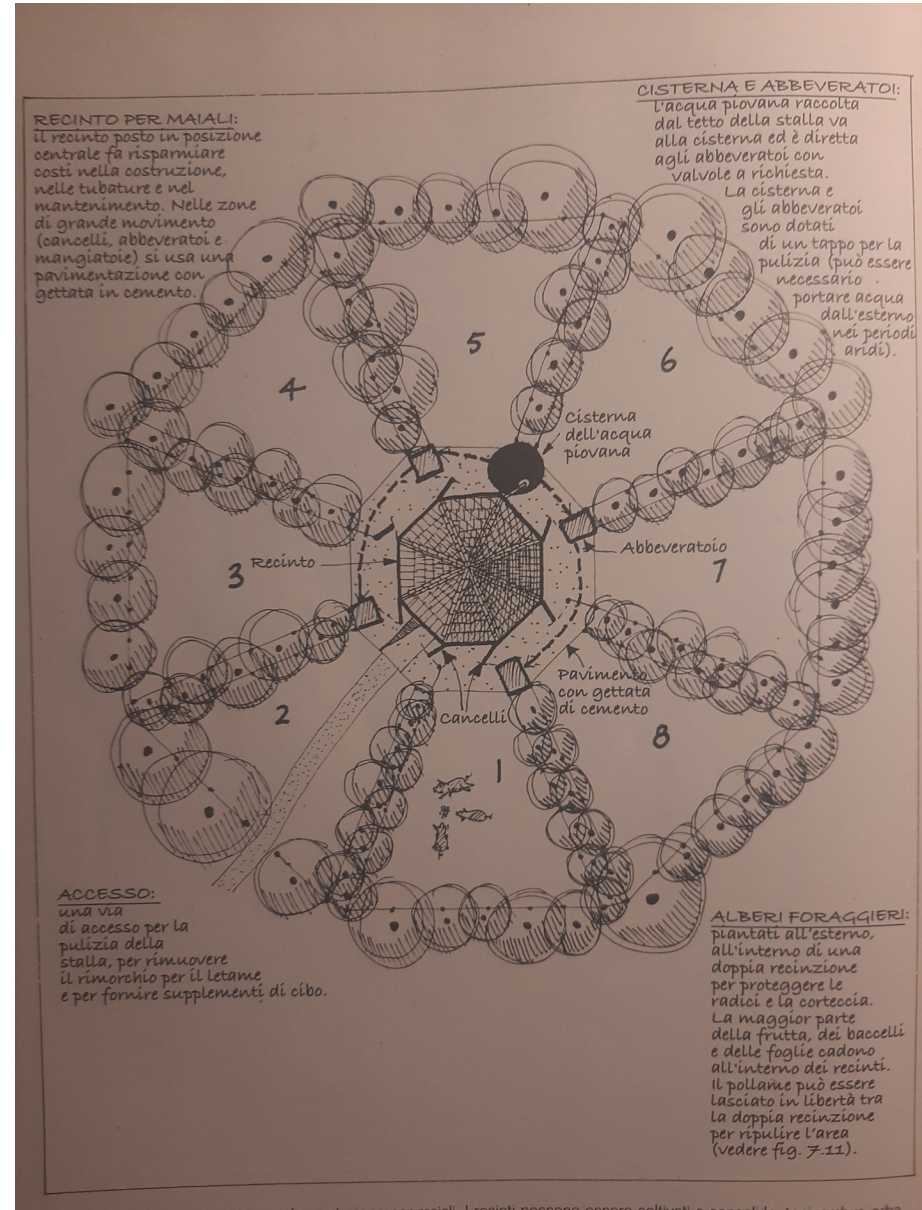 RECINTO PER MAIALI:
il recinto posto in posizione
centrale fa risparmiare
costi nella costruzione,
nelle tubature e nel
mantenimento. Nelle zone
di grande movimento
(cancelli, abbeveratoi e
mangiatoie) si usa una
pavimentazione con
gettata in cemento.
CISTERNA E ABBEVERATOI:
l'acqua piovana raccolta
dal tetto della stalla va
alla cisterna ed è diretta
agli abbeveratoi con
valvole a richiesta.
La cisterna e
gli abbeveratoi
sono dotati
di un tappo per la
pulizia (può essere
necessario
portare acqua
dall'esterno
nei periodi
aridi).
5
6
4
Cisterna
dell'acqua
piovana
Abbeveratoio
3
Recinto
7
Pavimento
con gettata
di cemento
2
Cancelli
8
1
ACCESSO:
una via
di accesso per la
pulizia della
stalla, per rimuovere
il rimorchio per il letame
e per fornire supplementi di cibo.
ALBERI FORAGGIERI:
piantati all'esterno,
all'interno di una
doppia recinzione
per proteggere le
radici e la corteccia.
La maggior parte
della frutta, dei baccelli
e delle foglie cadono
all'interno dei recinti.
Il pollame può essere
lasciato in libertà tra
la doppia recinzione
per ripulire l'area
(vedere fig. 7.11).